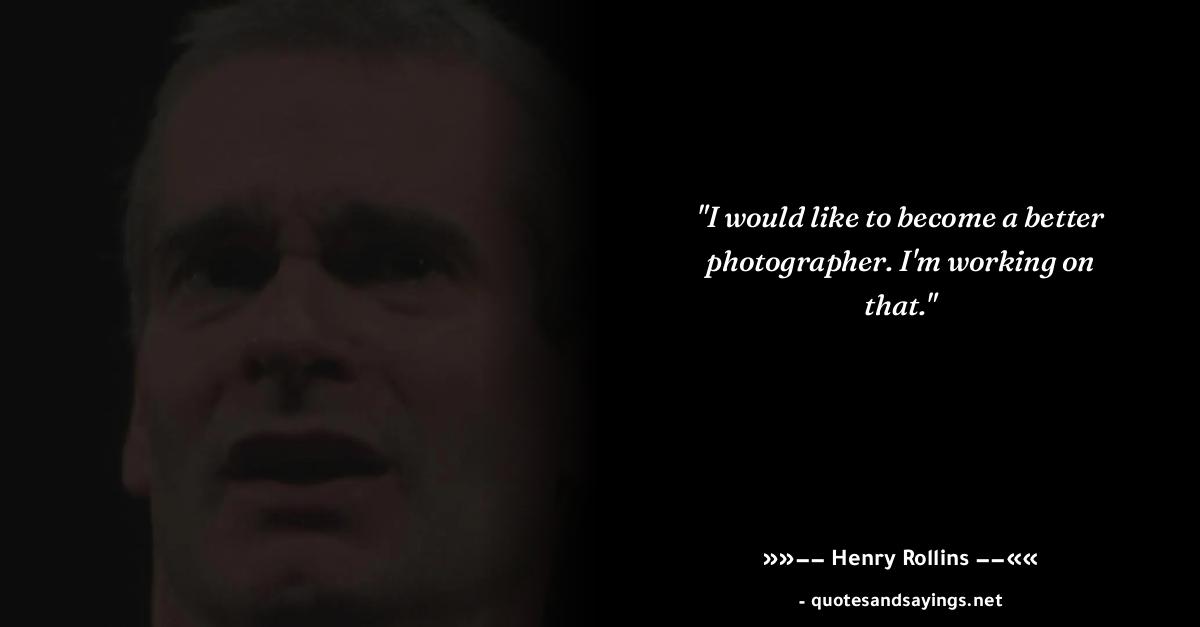 "I would like to become a better
photographer. I'm working on
that."
»»−− Henry Rollins −−««
- quotesandsayings.net